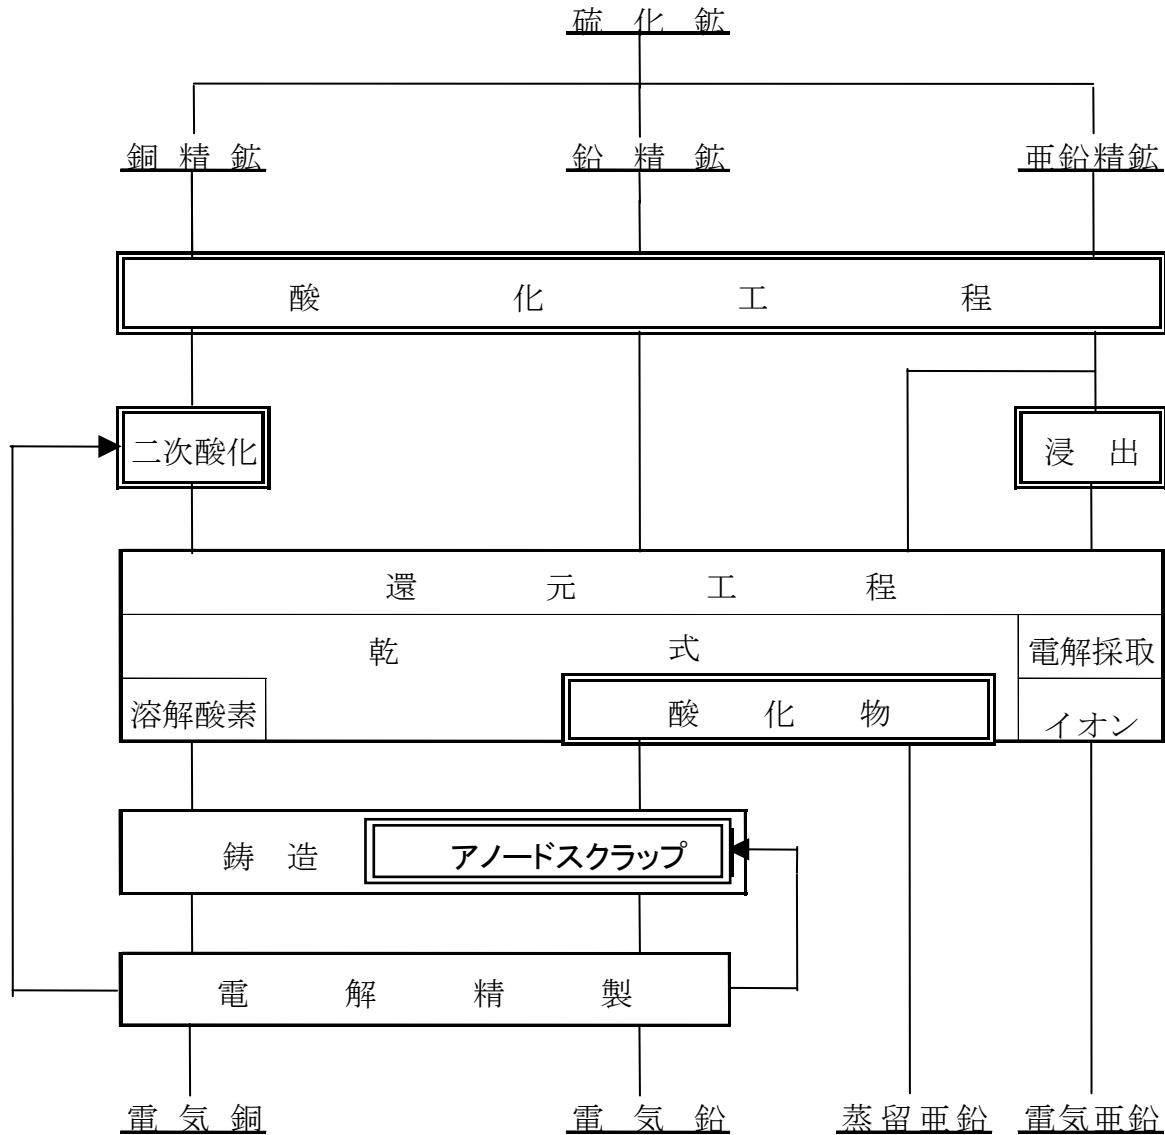 硫化鉱
銅精鉱 鉛精鉱 亜鉛精鉱
酸化工程
二次酸化 浸出
還元工程
乾式 電解採取
溶解酸素 酸化物 イオン
鋳造 アノードスクラップ
電解精製
電気銅 電気鉛 蒸留亜鉛 電気亜鉛